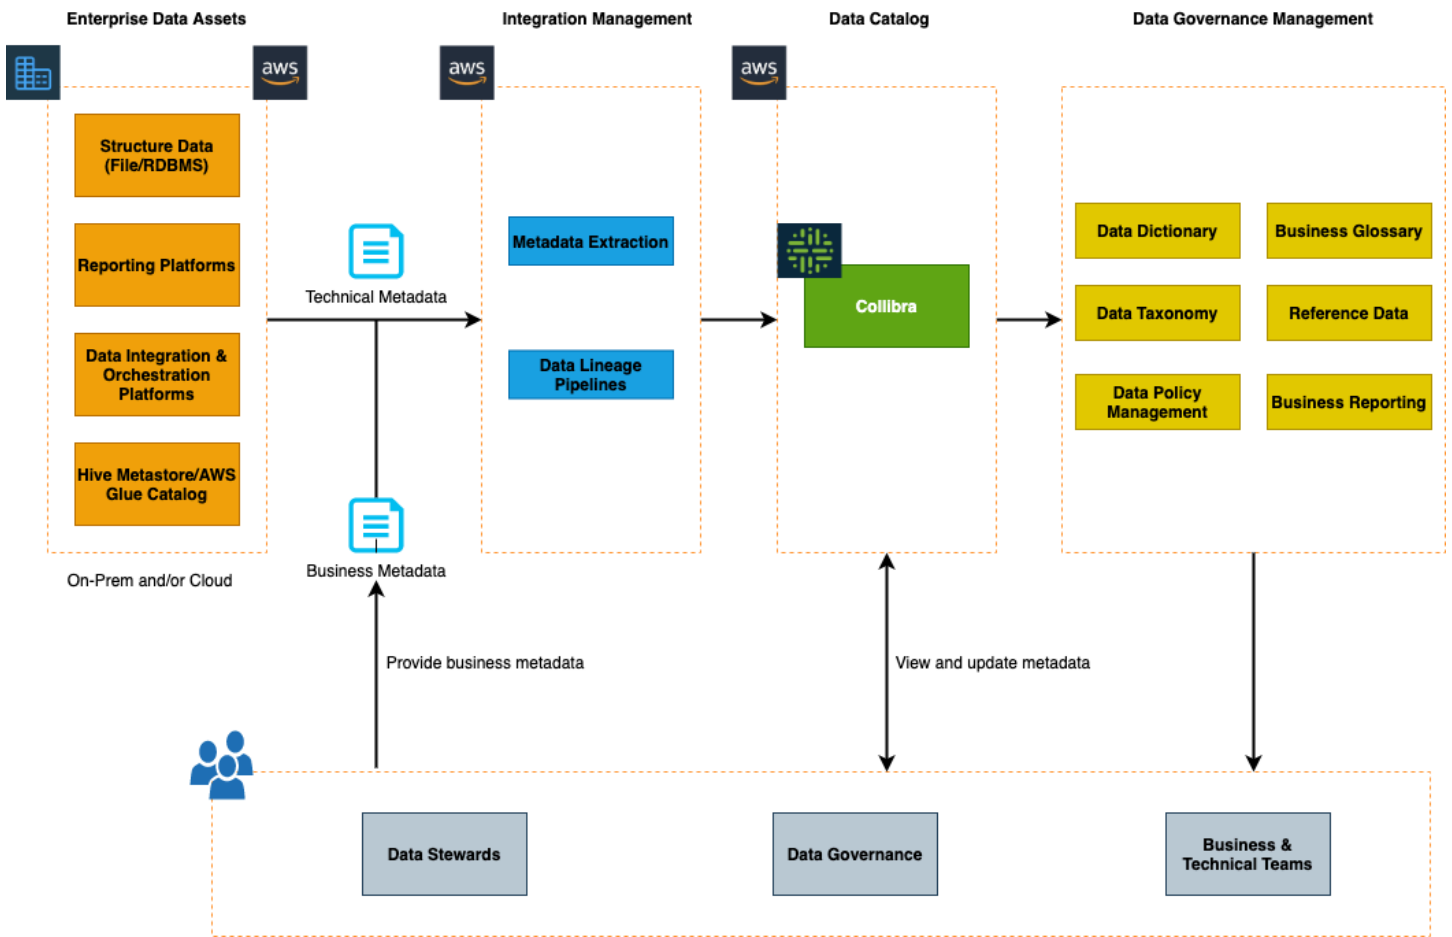 Enterprise Data Assets
Integration Management
Data Catalog
Data Governance Management
aws
aws
aws
Structure Data
(File/RDBMS)
Reporting Platforms
Data Integration &
Orchestration
Platforms
Hive Metastore/AWS
Glue Catalog
On-Prem and/or Cloud
Technical Metadata
Business Metadata
Provide business metadata
Metadata Extraction
Data Lineage
Pipelines
Collibra
View and update metadata
Data Dictionary
Business Glossary
Data Taxonomy
Reference Data
Data Policy
Management
Business Reporting
Data Stewards
Data Governance
Business &
Technical Teams